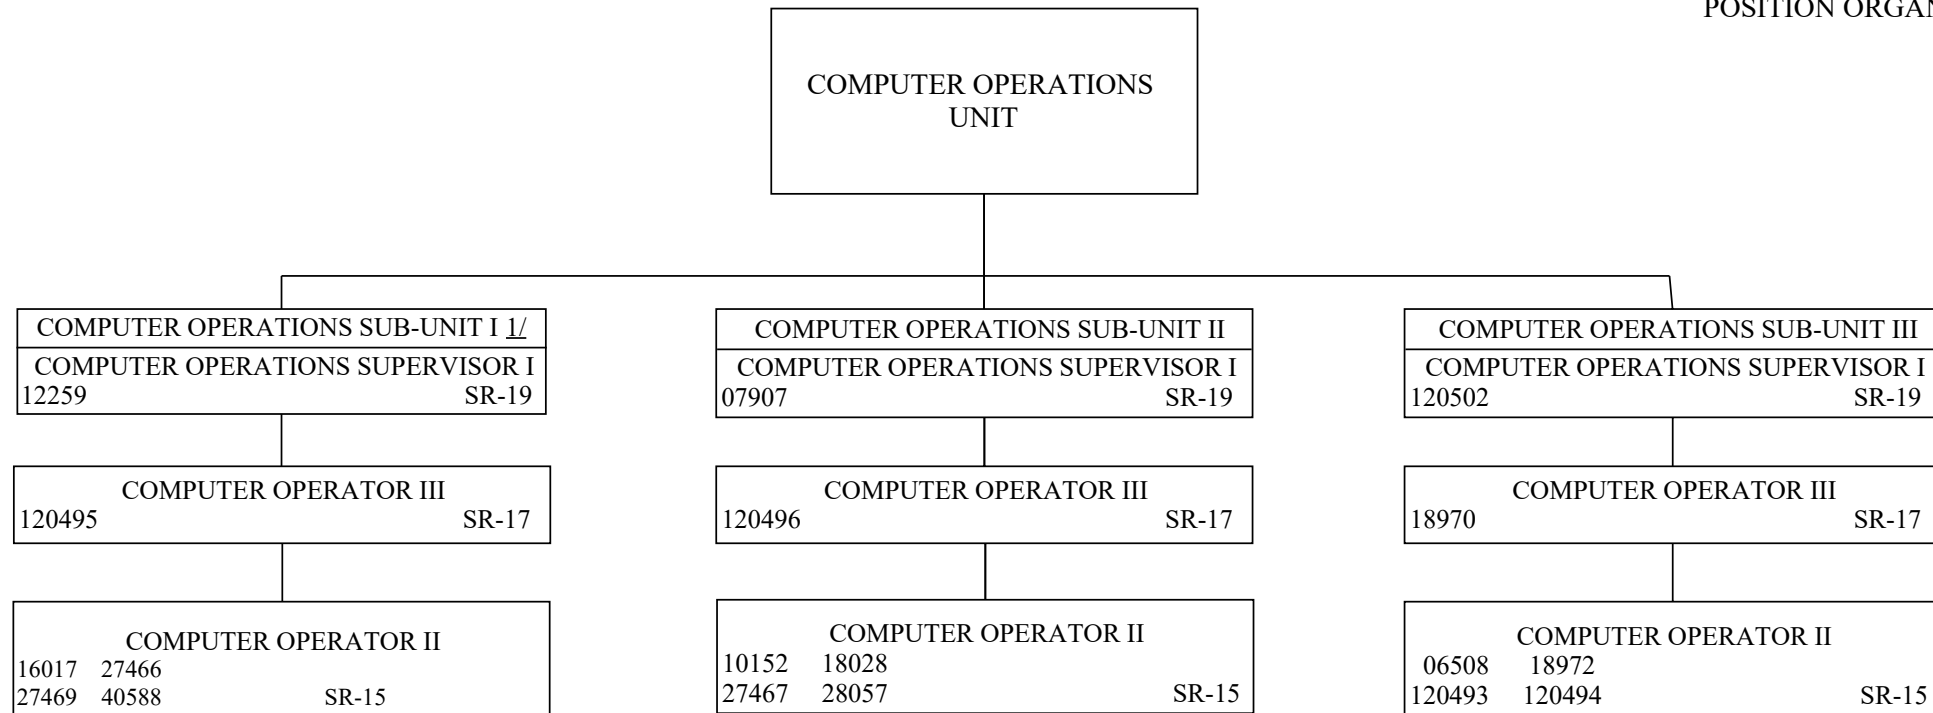 POSITION ORGAN
COMPUTER OPERATIONS
UNIT
COMPUTER OPERATIONS SUB-UNIT I 1/
COMPUTER OPERATIONS SUPERVISOR I
12259 SR-19
COMPUTER OPERATOR III
120495 SR-17
COMPUTER OPERATOR II
16017 27466
27469 40588 SR-15
COMPUTER OPERATIONS SUB-UNIT II
COMPUTER OPERATIONS SUPERVISOR I
07907 SR-19
COMPUTER OPERATOR III
120496 SR-17
COMPUTER OPERATOR II
10152 18028
27467 28057 SR-15
COMPUTER OPERATIONS SUB-UNIT III
COMPUTER OPERATIONS SUPERVISOR I
120502 SR-19
COMPUTER OPERATOR III
18970 SR-17
COMPUTER OPERATOR II
06508 18972
120493 120494 SR-15